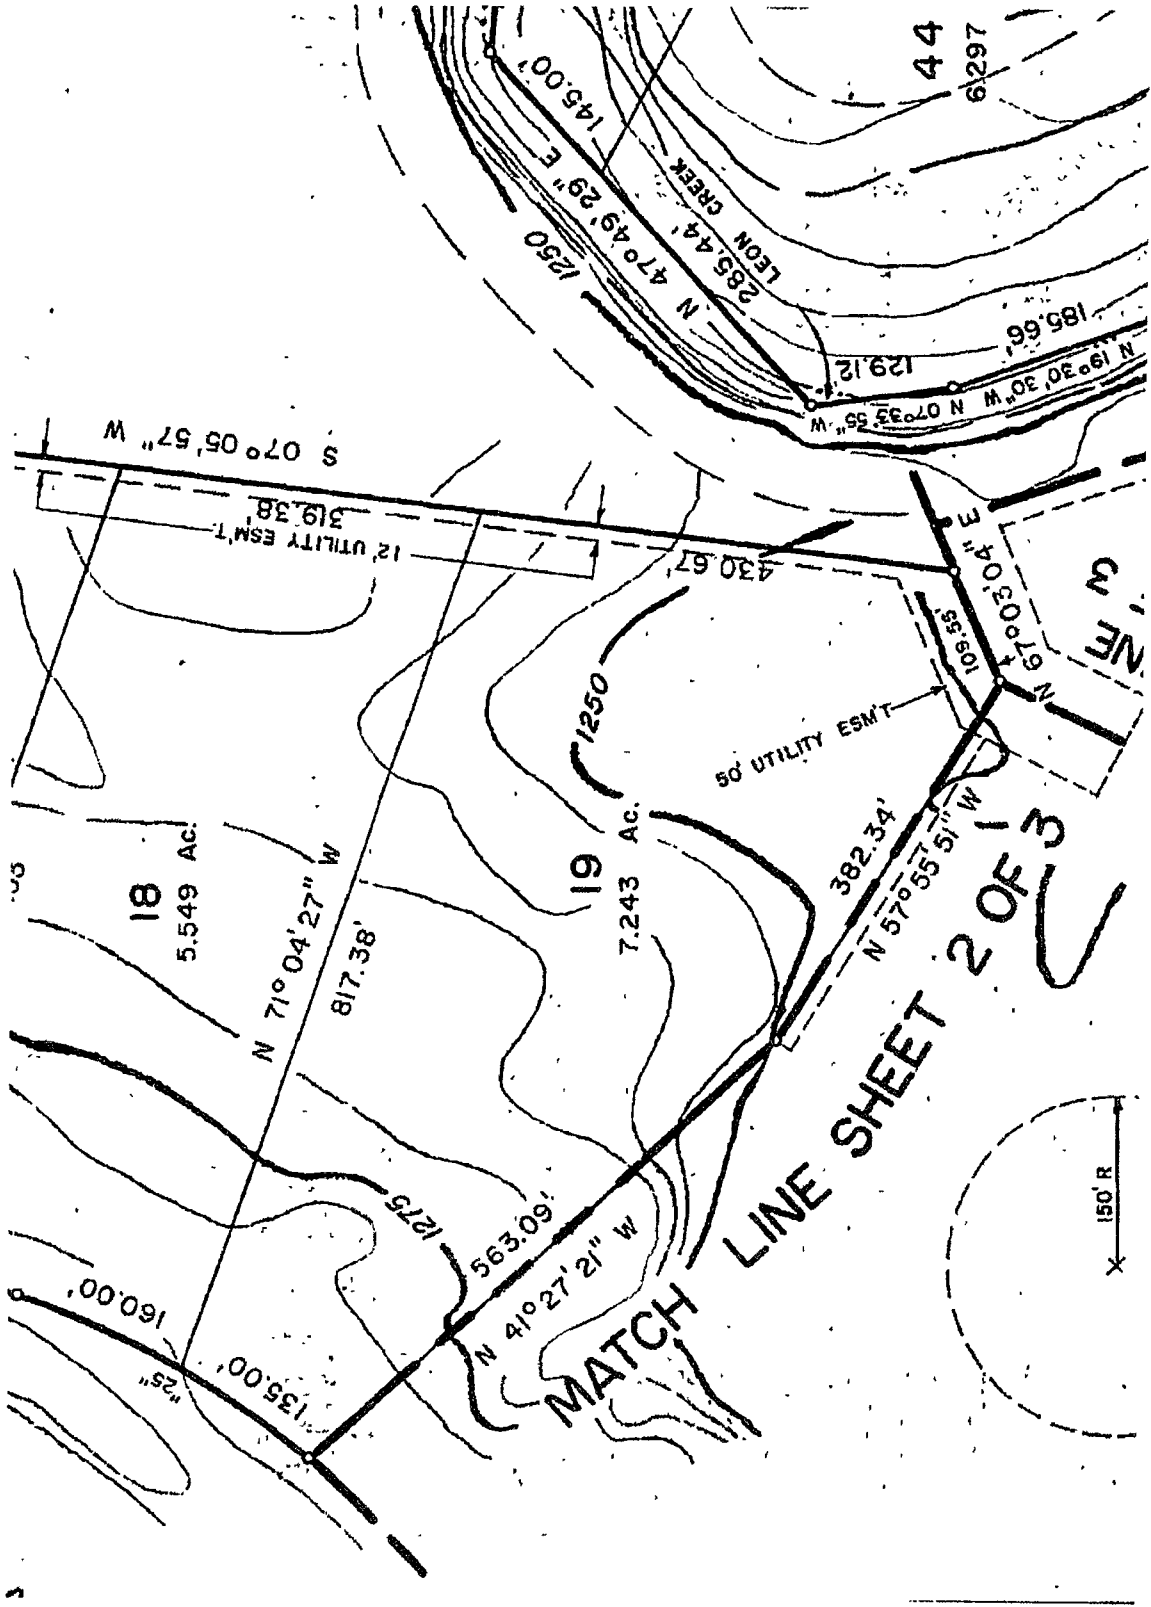 44
6.297
145.00'
N 47° 49' 29" E
285.44'
LEON CREEK
1250
129.12'
N 07° 33' 55" W
185.66'
N 19° 30' 30" W
S 07° 05' 57" W
319.38'
12' UTILITY ESM'T
430.67'
109.55'
N 67° 03' 04" E
50' UTILITY ESM'T
1250
18
5.549 Ac.
19
7.243 Ac.
N 71° 04' 27" W
817.38'
382.34'
N 57° 55' 51" W
1275
563.09'
N 41° 27' 21" W
160.00'
"25"
135.00'
MATCH LINE SHEET 2 OF 3
150' R